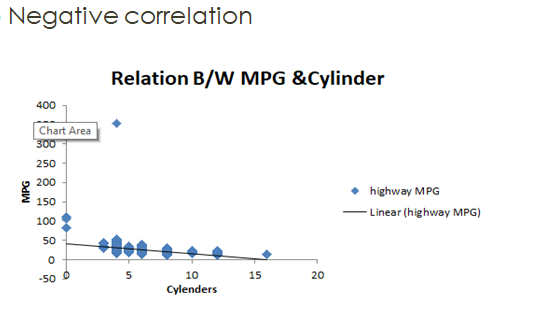 Negative correlation
Relation B/W MPG &Cylinder
400
Chart Area
300
250
200
150
100
50
0
-50
MPG
0 5 10 15 20
Cylenders
highway MPG
Linear (highway MPG)